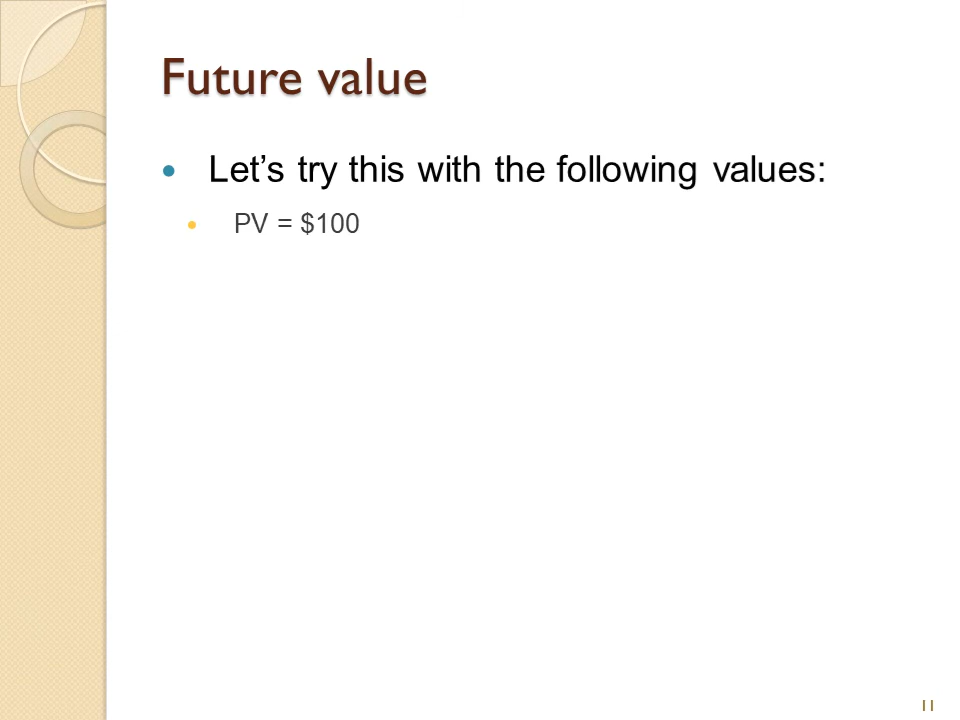 Future value
Let’s try this with the following values:
PV = $100
11